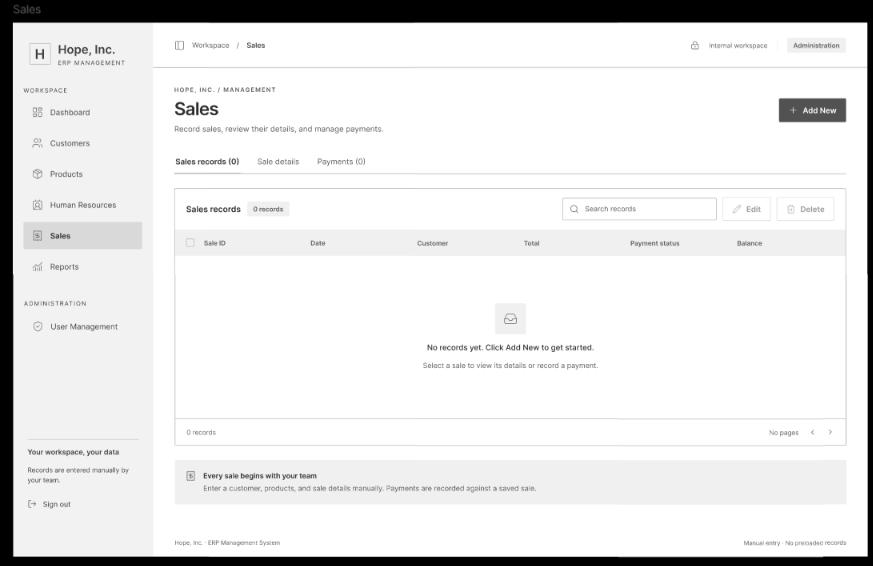 Sales
H
Hope, Inc.
ERP MANAGEMENT
WORKSPACE
Dashboard
Customers
Products
Human Resources
Sales
Reports
ADMINISTRATION
User Management
Your workspace, your data
Records are entered manually by
your team.
Sign out
Workspace / Sales
Internal workspace
Administration
HOPE, INC. / MANAGEMENT
Sales
Record sales, review their details, and manage payments.
+ Add New
Sales records (0) Sale details Payments (0)
Sales records 0 records
Search records
Edit
Delete
Sale ID Date Customer Total Payment status Balance
No records yet. Click Add New to get started.
Select a sale to view its details or record a payment.
0 records
No pages < >
Every sale begins with your team
Enter a customer, products, and sale details manually. Payments are recorded against a saved sale.
Hope, Inc. · ERP Management System
Manual entry · No preloaded records